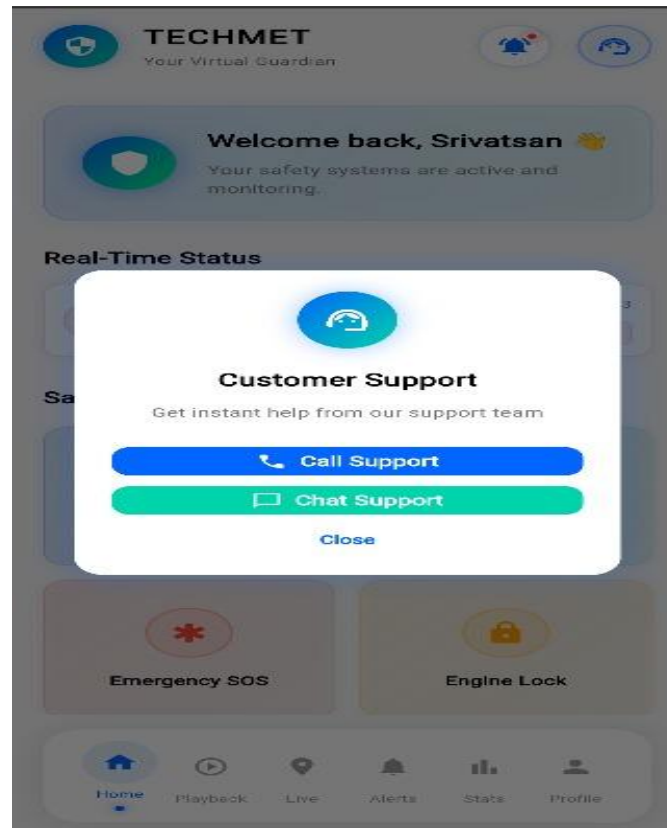 TECHMET
Your Virtual Guardian
Welcome back, Srivatsan 👋
Your safety systems are active and
monitoring.
Real-Time Status
3
Sa
Customer Support
Get instant help from our support team
Call Support
Chat Support
Close
Emergency SOS
Engine Lock
Home Playback Live Alerts Stats Profile